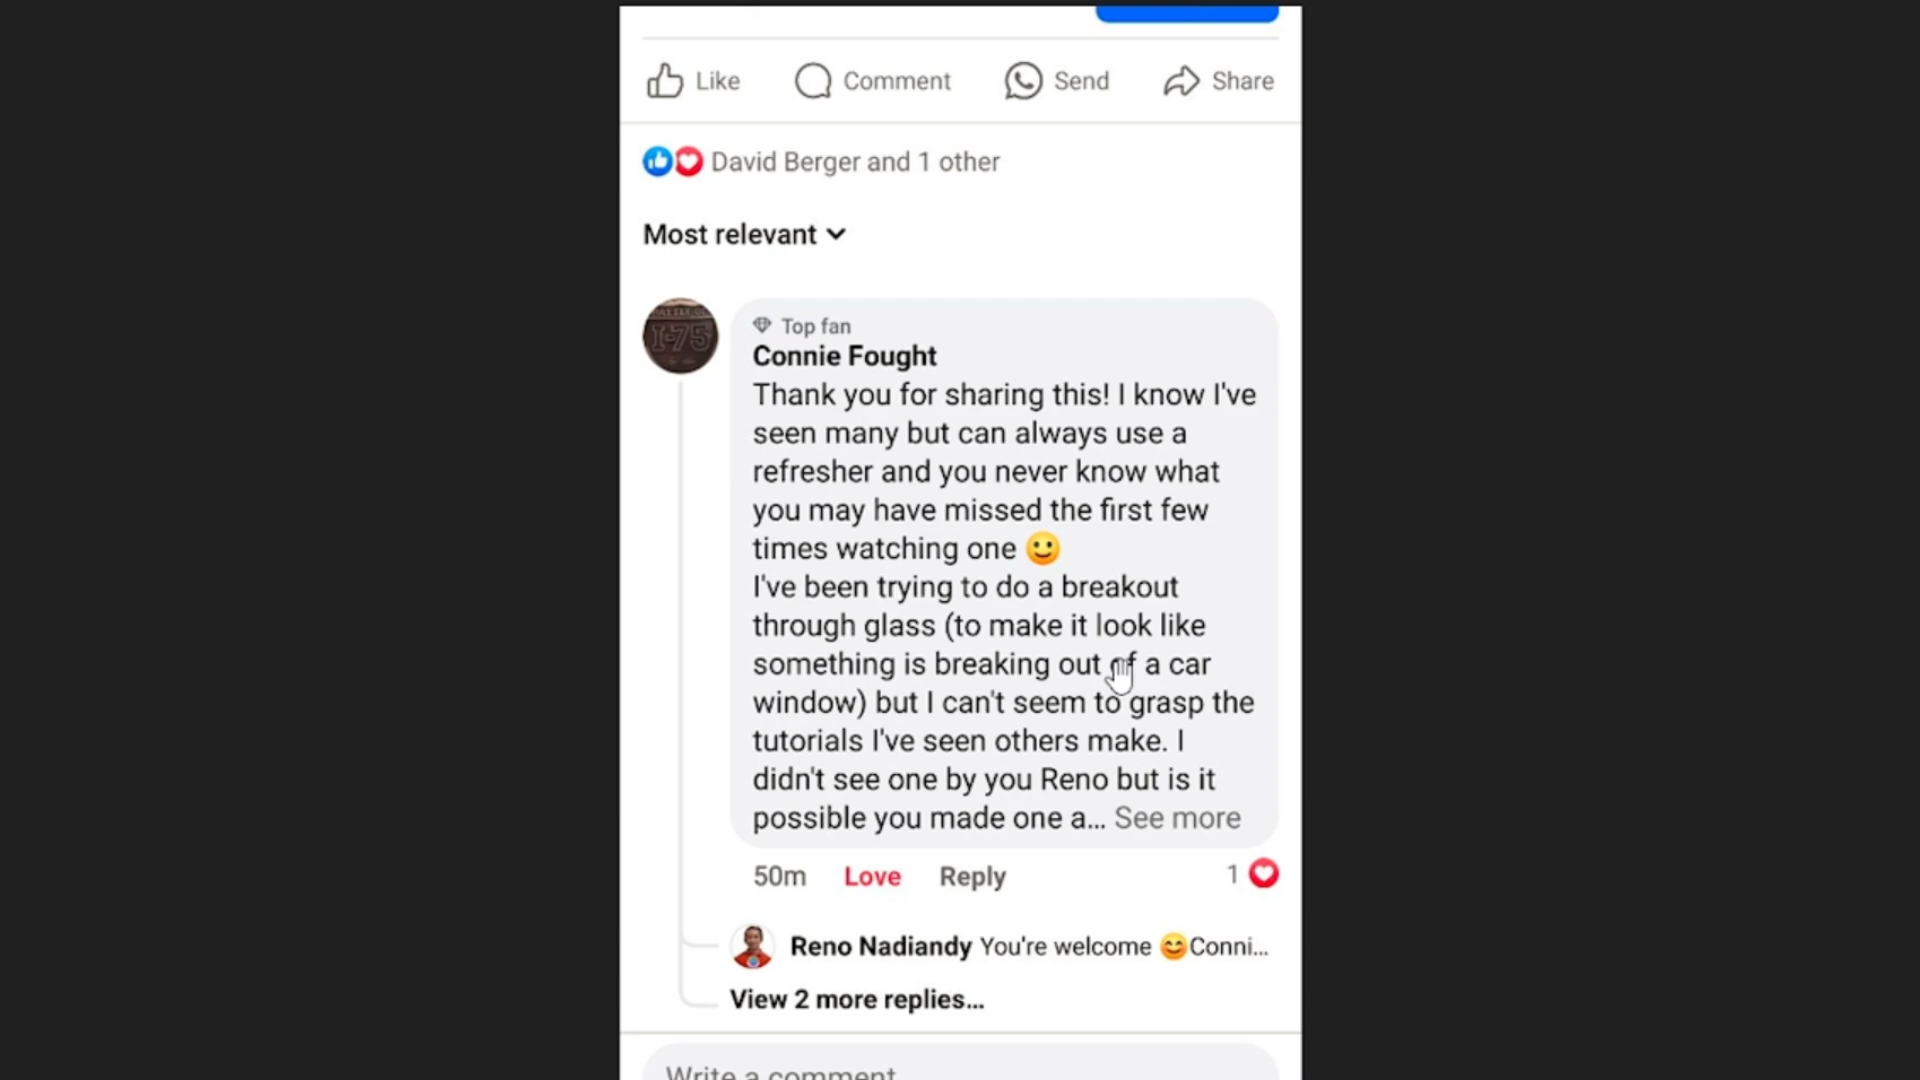 Like Comment Send Share
David Berger and 1 other
Most relevant
I-75
Top fan
Connie Fought
Thank you for sharing this! I know I've
seen many but can always use a
refresher and you never know what
you may have missed the first few
times watching one 🙂
I've been trying to do a breakout
through glass (to make it look like
something is breaking out of a car
window) but I can't seem to grasp the
tutorials I've seen others make. I
didn't see one by you Reno but is it
possible you made one a... See more
50m Love Reply 1
Reno Nadiandy You're welcome 😊Conni...
View 2 more replies...
Write a comment